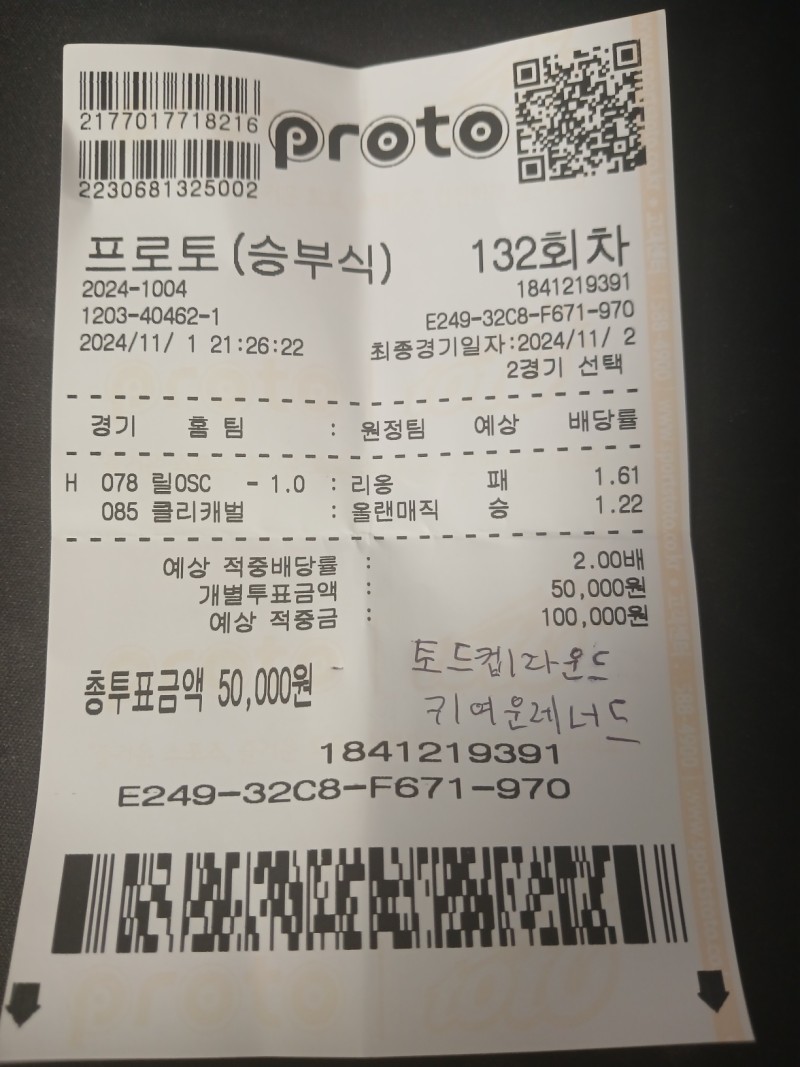 2177017718216
proto
2230681325002
프로토(승부식) 132회차
2024-1004 1841219391
1203-40462-1 E249-32C8-F671-970
2024/11/ 1 21:26:22 최종경기일자:2024/11/ 2
2경기 선택
경기 홈 팀 : 원정팀 예상 배당률
H 078 릴OSC - 1.0 : 리옹 패 1.61
085 클리캐벌 : 올랜매직 승 1.22
예상 적중배당률 : 2.00배
개별투표금액 : 50,000원
예상 적중금 : 100,000원
총투표금액 50,000원
토드컵라운드
키여운레너드
1841219391
E249-32C8-F671-970